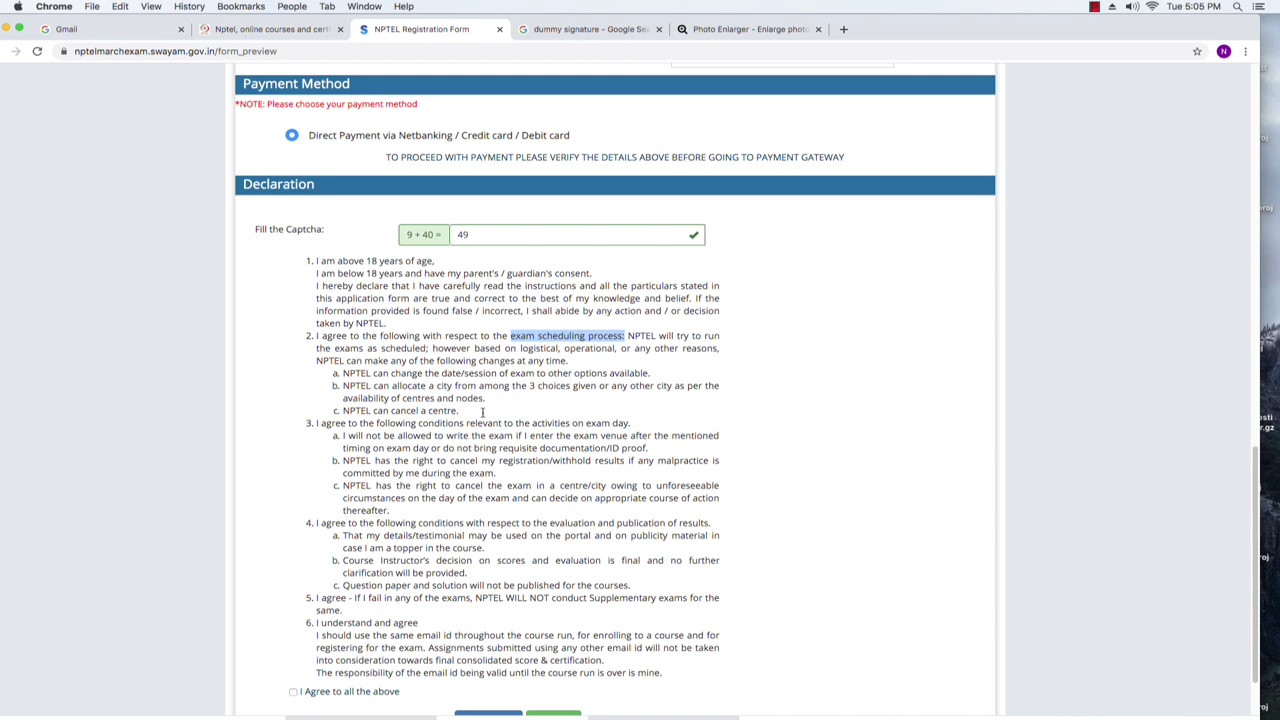 Chrome File Edit View History Bookmarks People Tab Window Help Tue 5:05 PM
Gmail Nptel, online courses and certi NPTEL Registration Form dummy signature - Google Sea Photo Enlarger - Enlarge photo
nptelmarchexam.swayam.gov.in/form_preview N
Payment Method
*NOTE: Please choose your payment method
Direct Payment via Netbanking / Credit card / Debit card
TO PROCEED WITH PAYMENT PLEASE VERIFY THE DETAILS ABOVE BEFORE GOING TO PAYMENT GATEWAY
Declaration
Fill the Captcha: 9 + 40 = 49
1. I am above 18 years of age,
I am below 18 years and have my parent's / guardian's consent.
I hereby declare that I have carefully read the instructions and all the particulars stated in
this application form are true and correct to the best of my knowledge and belief. If the
information provided is found false / incorrect, I shall abide by any action and / or decision
taken by NPTEL.
2. I agree to the following with respect to the exam scheduling process: NPTEL will try to run
the exams as scheduled; however based on logistical, operational, or any other reasons,
NPTEL can make any of the following changes at any time.
a. NPTEL can change the date/session of exam to other options available.
b. NPTEL can allocate a city from among the 3 choices given or any other city as per the
availability of centres and nodes.
c. NPTEL can cancel a centre.
3. I agree to the following conditions relevant to the activities on exam day.
a. I will not be allowed to write the exam if I enter the exam venue after the mentioned
timing on exam day or do not bring requisite documentation/ID proof.
b. NPTEL has the right to cancel my registration/withhold results if any malpractice is
committed by me during the exam.
c. NPTEL has the right to cancel the exam in a centre/city owing to unforeseeable
circumstances on the day of the exam and can decide on appropriate course of action
thereafter.
4. I agree to the following conditions with respect to the evaluation and publication of results.
a. That my details/testimonial may be used on the portal and on publicity material in
case I am a topper in the course.
b. Course Instructor's decision on scores and evaluation is final and no further
clarification will be provided.
c. Question paper and solution will not be published for the courses.
5. I agree - If I fail in any of the exams, NPTEL WILL NOT conduct Supplementary exams for the
same.
6. I understand and agree
I should use the same email id throughout the course run, for enrolling to a course and for
registering for the exam. Assignments submitted using any other email id will not be taken
into consideration towards final consolidated score & certification.
The responsibility of the email id being valid until the course run is over is mine.
I Agree to all the above